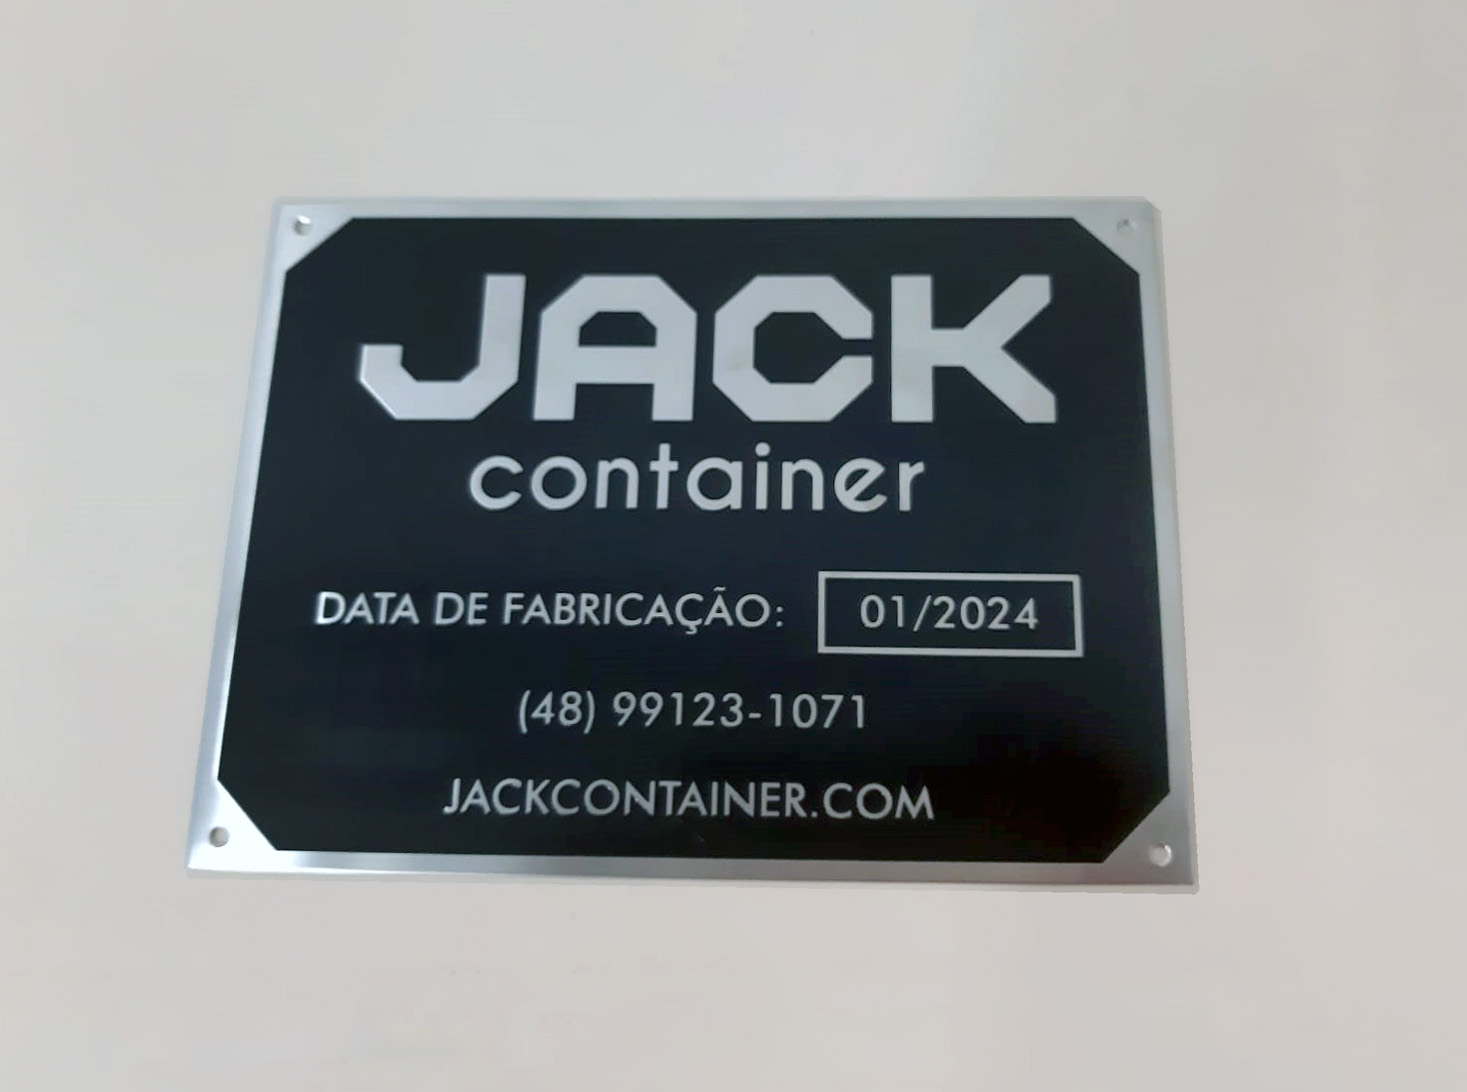 JACK
container
DATA DE FABRICAÇÃO: 01/2024
(48) 99123-1071
JACKCONTAINER.COM